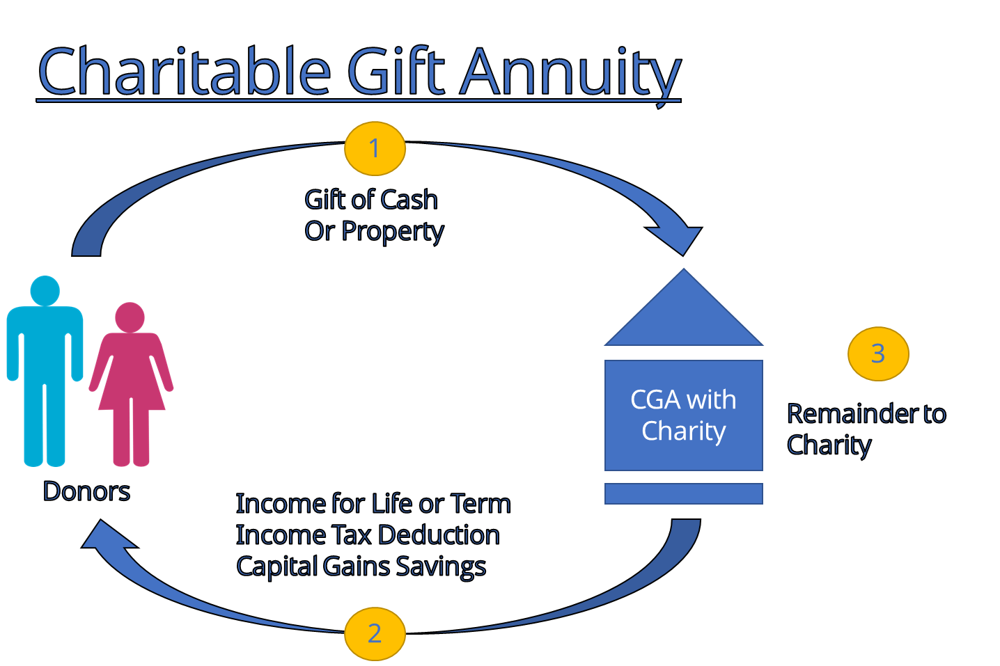 Charitable Gift Annuity
1
Gift of Cash
Or Property
CGA with
Charity
3
Remainder to
Charity
Donors
Income for Life or Term
Income Tax Deduction
Capital Gains Savings
2